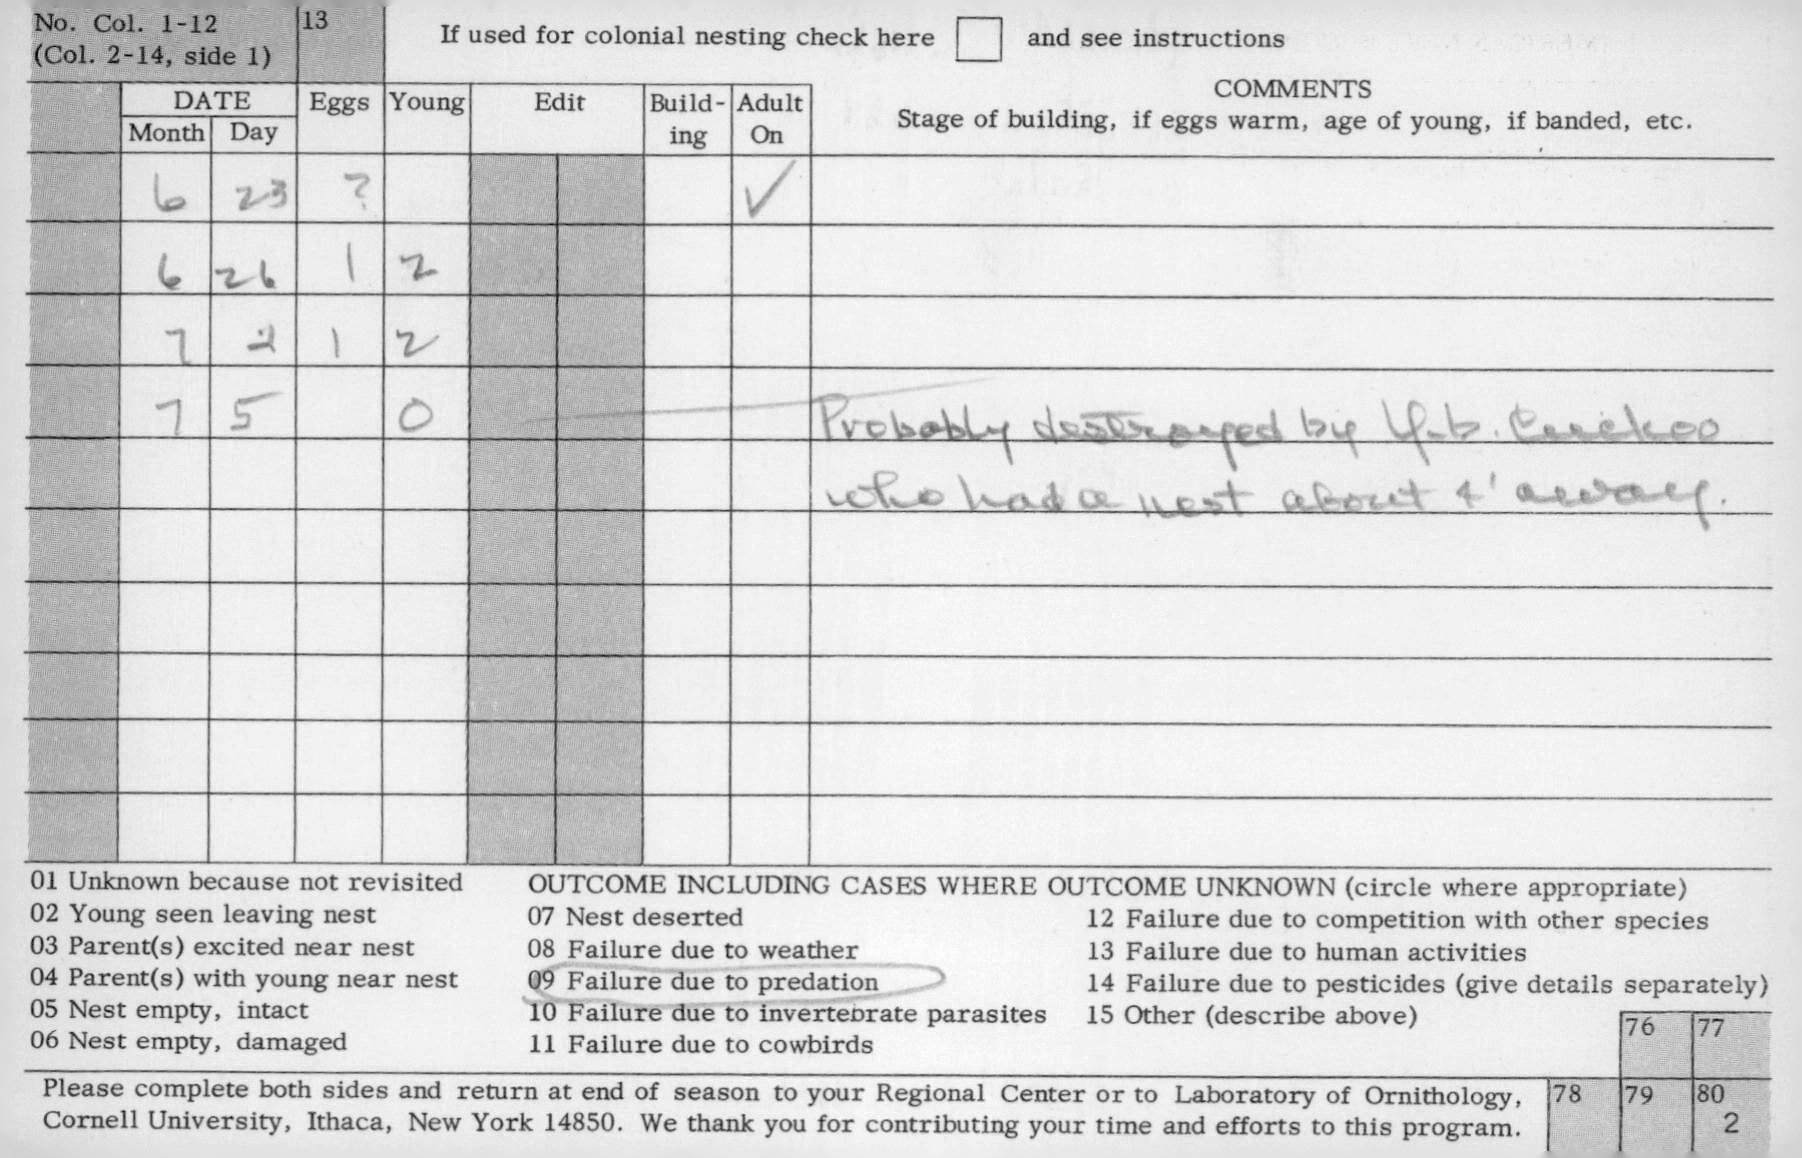 No. Col. 1-12 13
(Col. 2-14, side 1)
If used for colonial nesting check here and see instructions
DATE Eggs Young Edit Build- Adult COMMENTS
Month Day ing On Stage of building, if eggs warm, age of young, if banded, etc.
6 23 ? ✓
6 26 1 2
7 2 1 2
7 5 0 Probably destroyed by Y-b. Cuckoo
who had a nest about 4' away.
OUTCOME INCLUDING CASES WHERE OUTCOME UNKNOWN (circle where appropriate)
01 Unknown because not revisited
02 Young seen leaving nest
03 Parent(s) excited near nest
04 Parent(s) with young near nest
05 Nest empty, intact
06 Nest empty, damaged
07 Nest deserted
08 Failure due to weather
09 Failure due to predation
10 Failure due to invertebrate parasites
11 Failure due to cowbirds
12 Failure due to competition with other species
13 Failure due to human activities
14 Failure due to pesticides (give details separately)
15 Other (describe above)
76 77
Please complete both sides and return at end of season to your Regional Center or to Laboratory of Ornithology,
Cornell University, Ithaca, New York 14850. We thank you for contributing your time and efforts to this program.
78 79 80
2